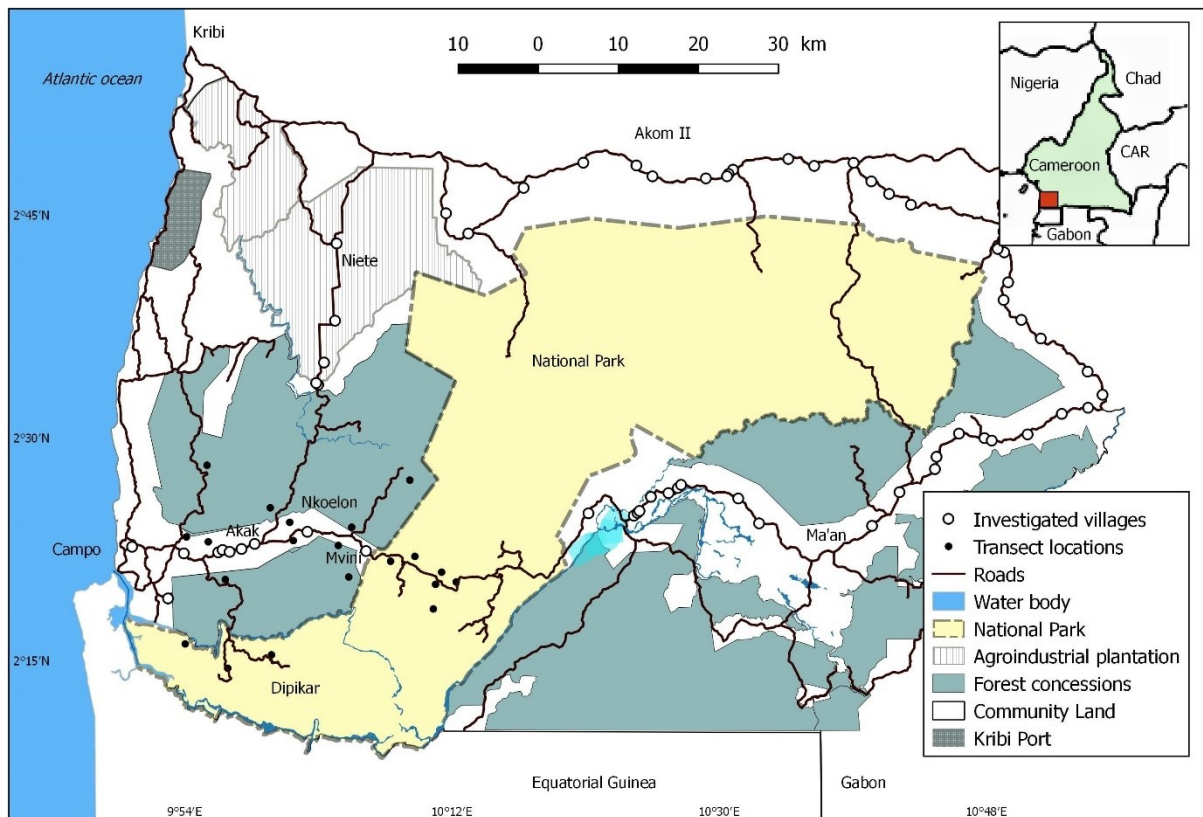 Kribi
10 0 10 20 30 km
Atlantic ocean
Nigeria
Chad
Cameroon
CAR
Gabon
Akom II
2°45'N
Niete
National Park
2°30'N
Nkoelon
Akak
Campo
Mvini
Ma'an
2°15'N
Dipikar
Investigated villages
Transect locations
Roads
Water body
National Park
Agroindustrial plantation
Forest concessions
Community Land
Kribi Port
Equatorial Guinea
Gabon
9°54'E
10°12'E
10°30'E
10°48'E